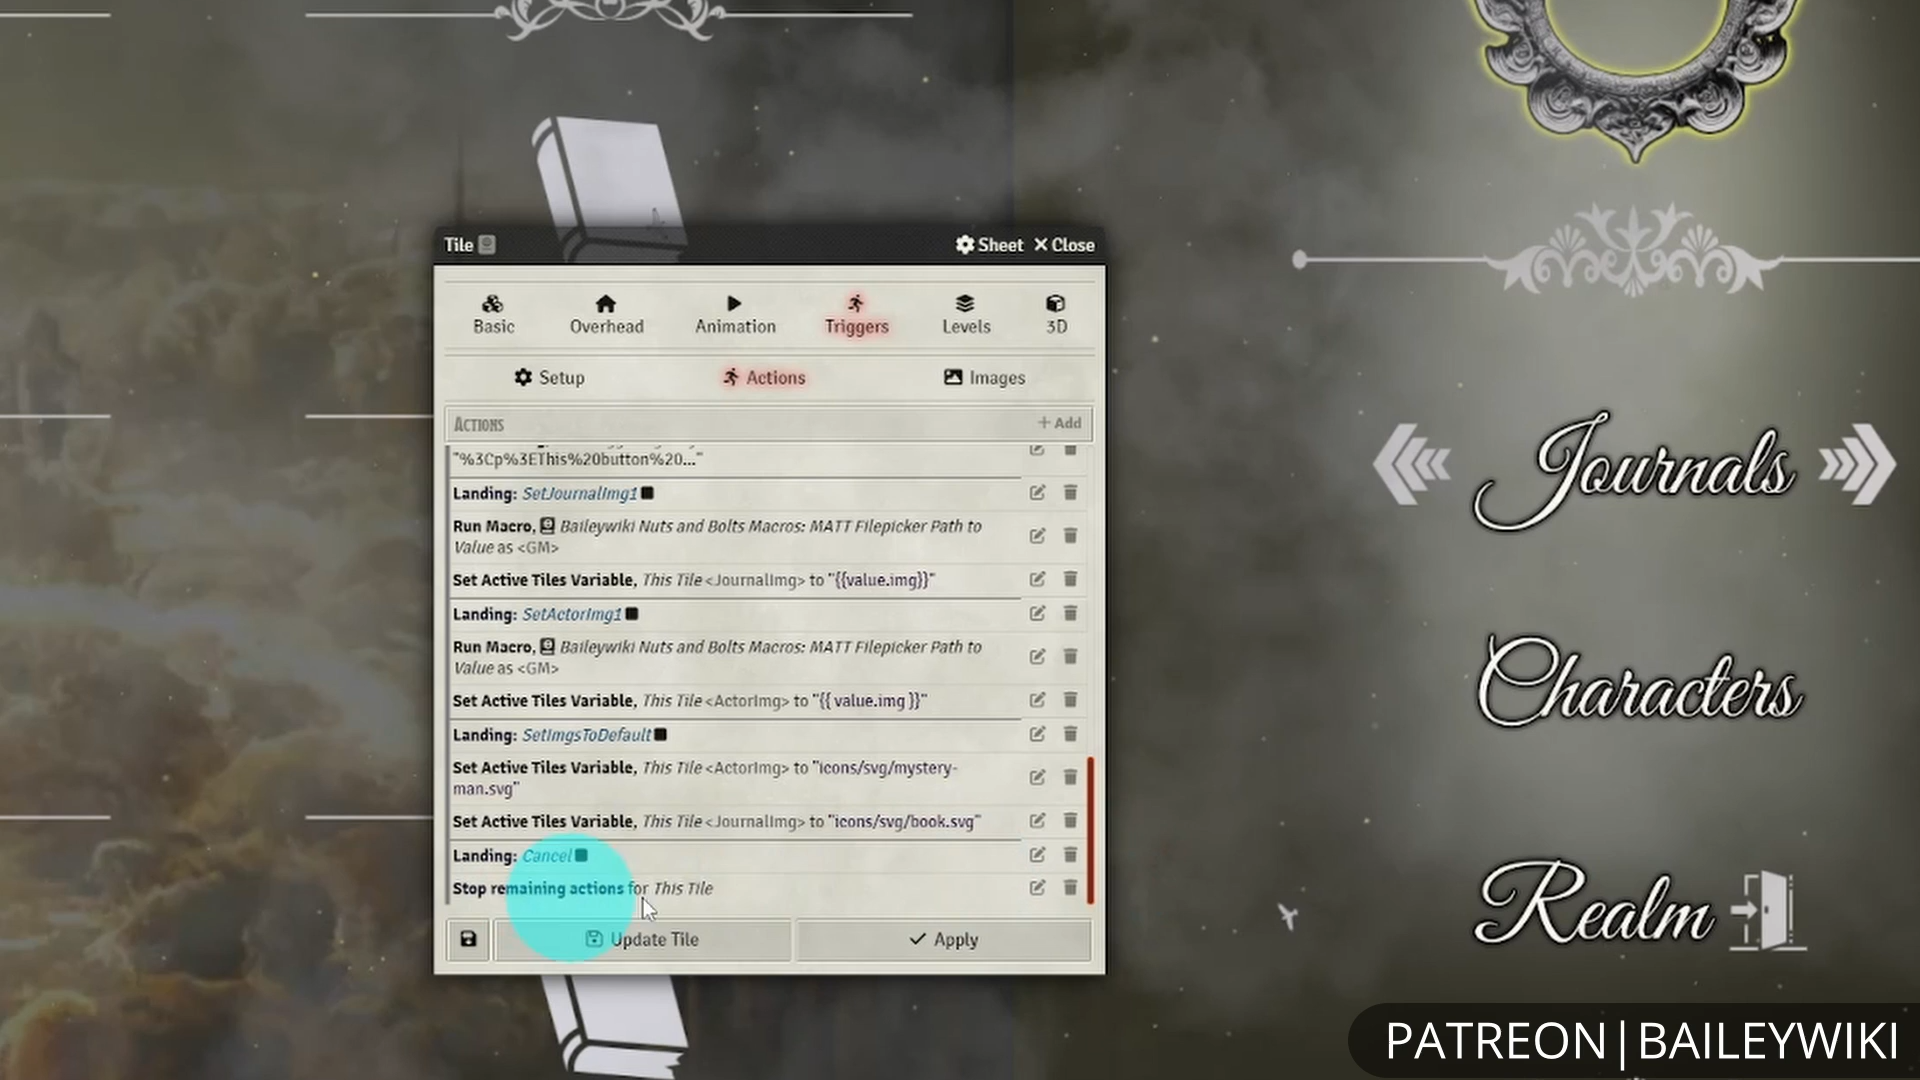 Tile
Sheet
Close
Basic
Overhead
Animation
Triggers
Levels
3D
Setup
Actions
Images
Actions
+ Add
"%3Cp%3EThis%20button%20..."
Landing: SetJournalImg1
Run Macro, Baileywiki Nuts and Bolts Macros: MATT Filepicker Path to
Value as <GM>
Set Active Tiles Variable, This Tile <JournalImg> to "{{value.img}}"
Landing: SetActorImg1
Run Macro, Baileywiki Nuts and Bolts Macros: MATT Filepicker Path to
Value as <GM>
Set Active Tiles Variable, This Tile <ActorImg> to "{{ value.img }}"
Landing: SetImgsToDefault
Set Active Tiles Variable, This Tile <ActorImg> to "icons/svg/mystery-
man.svg"
Set Active Tiles Variable, This Tile <JournalImg> to "icons/svg/book.svg"
Landing: Cancel
Stop remaining actions for This Tile
Update Tile
Apply
Journals
Characters
Realm
PATREON|BAILEYWIKI